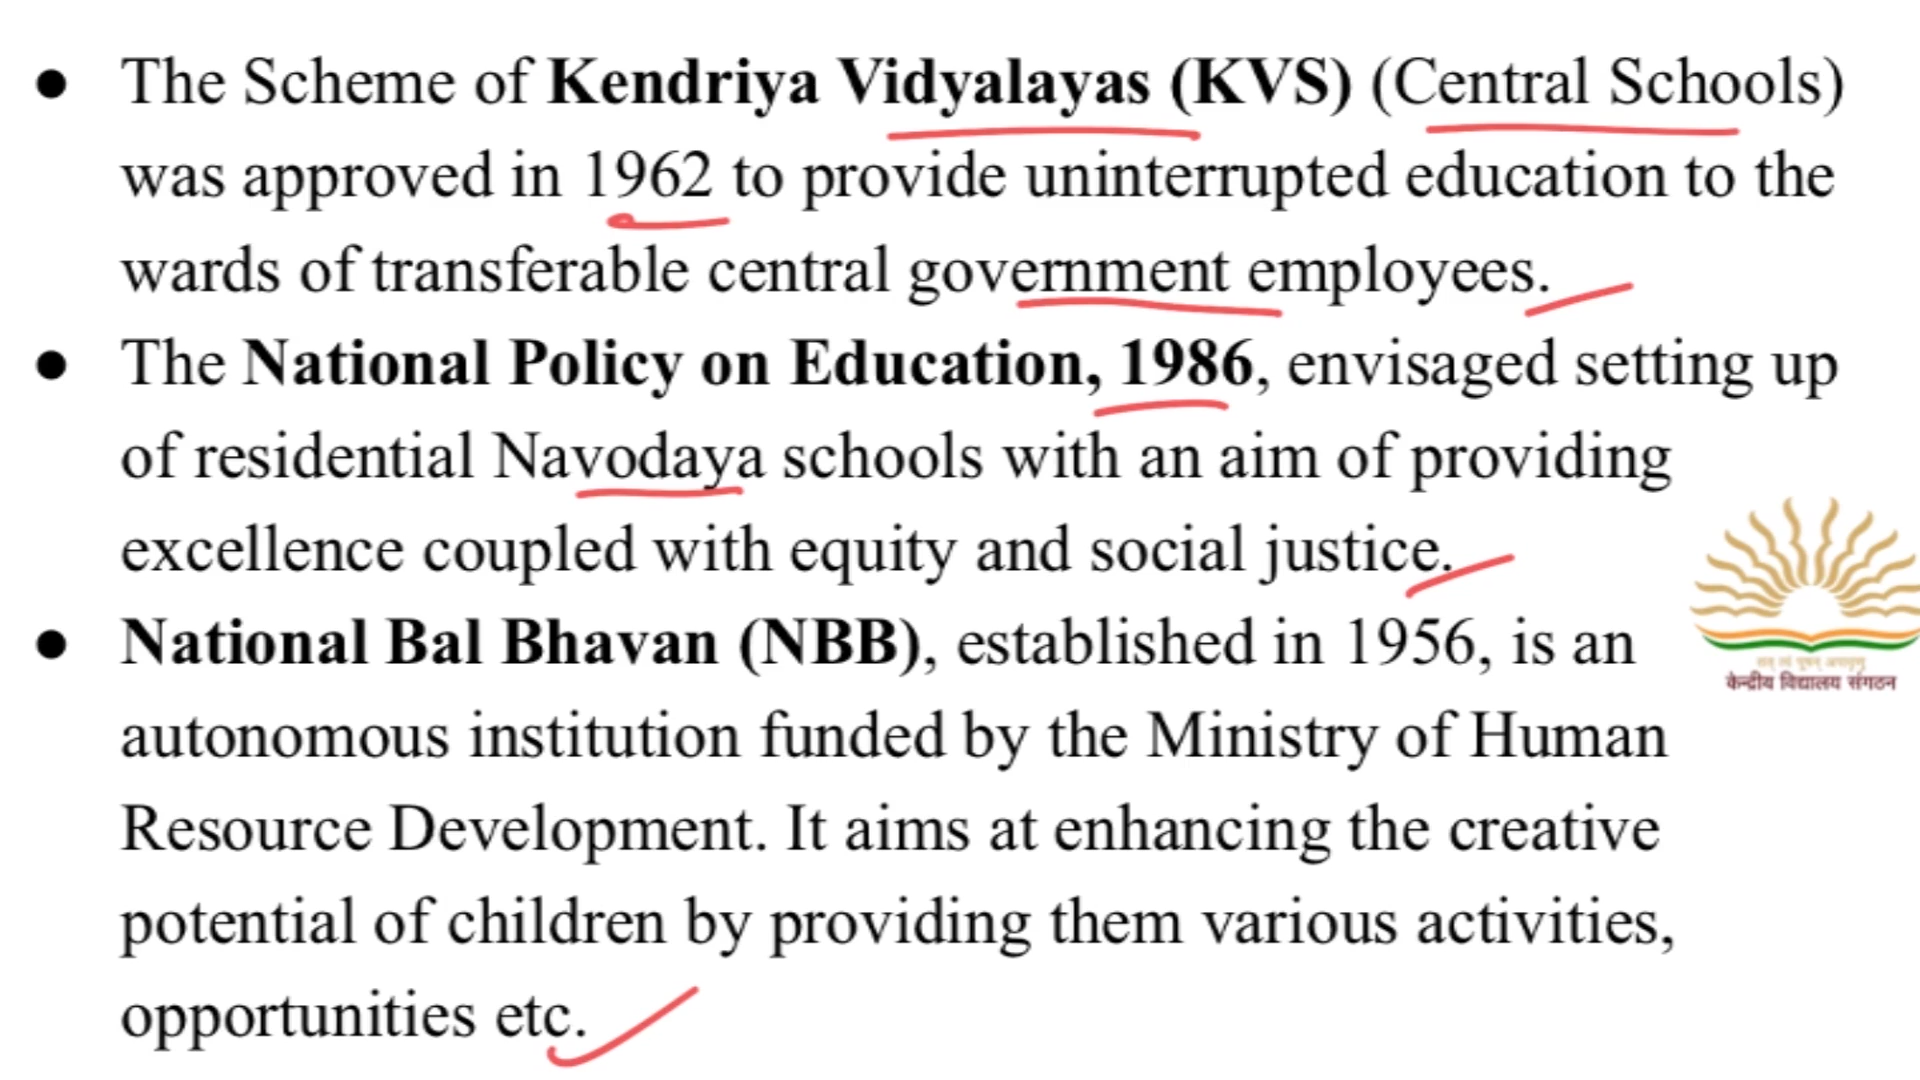 ● The Scheme of Kendriya Vidyalayas (KVS) (Central Schools)
was approved in 1962 to provide uninterrupted education to the
wards of transferable central government employees.
● The National Policy on Education, 1986, envisaged setting up
of residential Navodaya schools with an aim of providing
excellence coupled with equity and social justice.
● National Bal Bhavan (NBB), established in 1956, is an
autonomous institution funded by the Ministry of Human
Resource Development. It aims at enhancing the creative
potential of children by providing them various activities,
opportunities etc.
केन्द्रीय विद्यालय संगठन